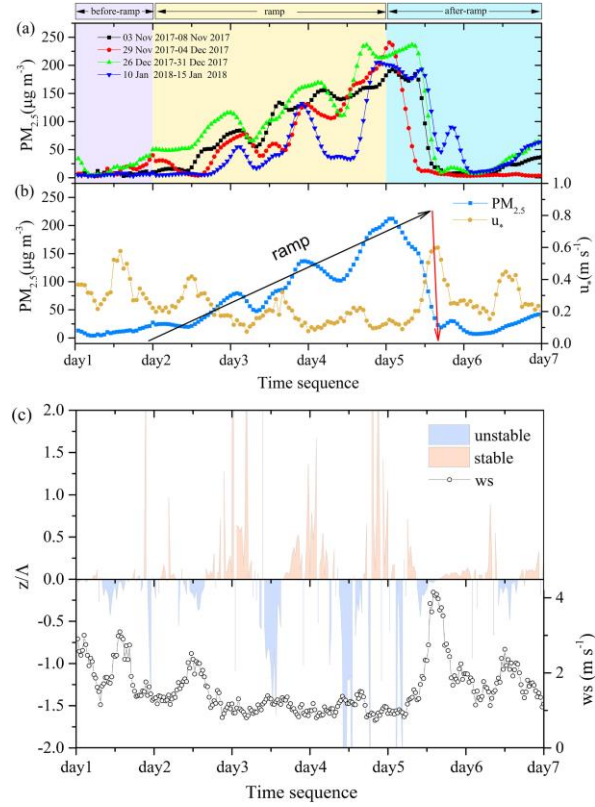 before-ramp ramp after-ramp
(a)
03 Nov 2017-08 Nov 2017
29 Nov 2017-04 Dec 2017
26 Dec 2017-31 Dec 2017
10 Jan 2018-15 Jan 2018
PM2.5(μg m-3)
250
200
150
100
50
0
(b)
PM2.5
u*
ramp
PM2.5(μg m-3)
250
200
150
100
50
0
1.0
0.8
0.6
0.4
0.2
0.0
u*(m s-1)
day1 day2 day3 day4 day5 day6 day7
Time sequence
(c)
unstable
stable
ws
z/Λ
2.0
1.5
1.0
0.5
0.0
-0.5
-1.0
-1.5
-2.0
4
2
0
ws (m s-1)
day1 day2 day3 day4 day5 day6 day7
Time sequence